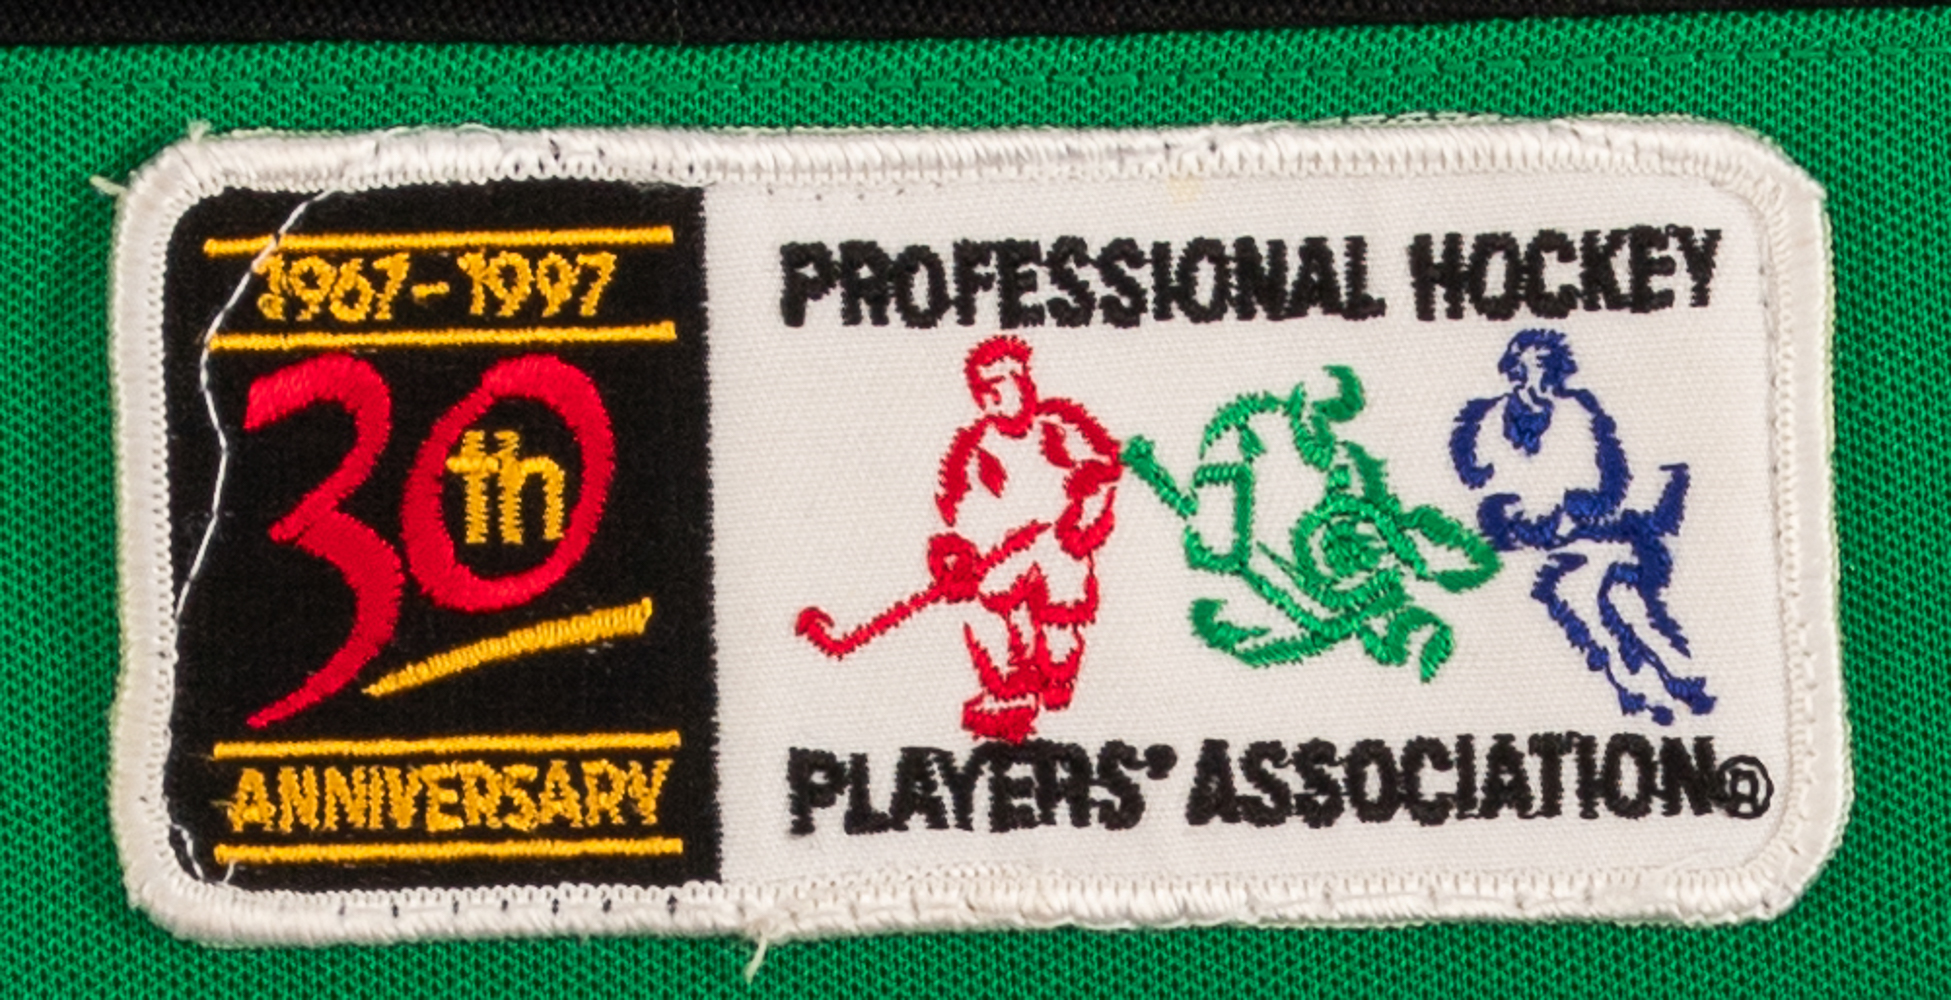 1967-1997
30th
ANNIVERSARY
PROFESSIONAL HOCKEY
PLAYERS' ASSOCIATION®